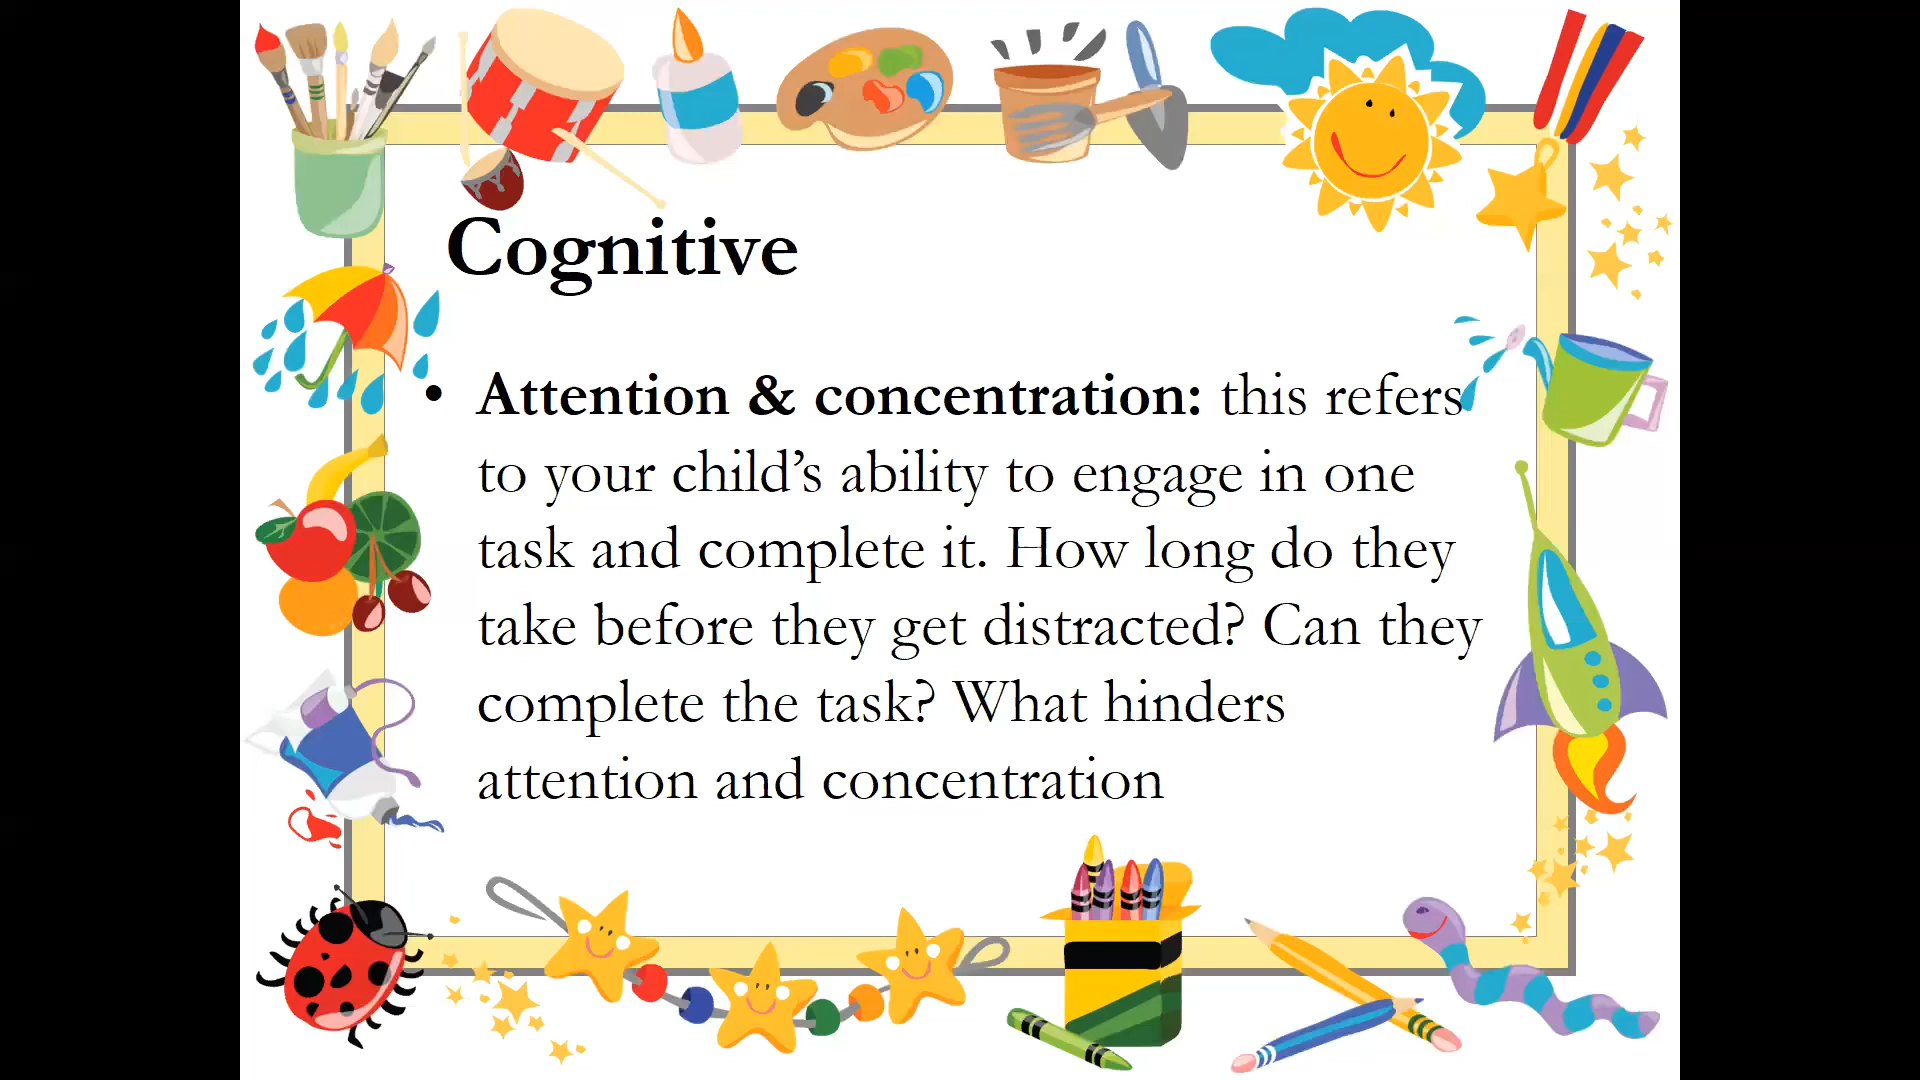 Cognitive
• Attention & concentration: this refers
to your child’s ability to engage in one
task and complete it. How long do they
take before they get distracted? Can they
complete the task? What hinders
attention and concentration